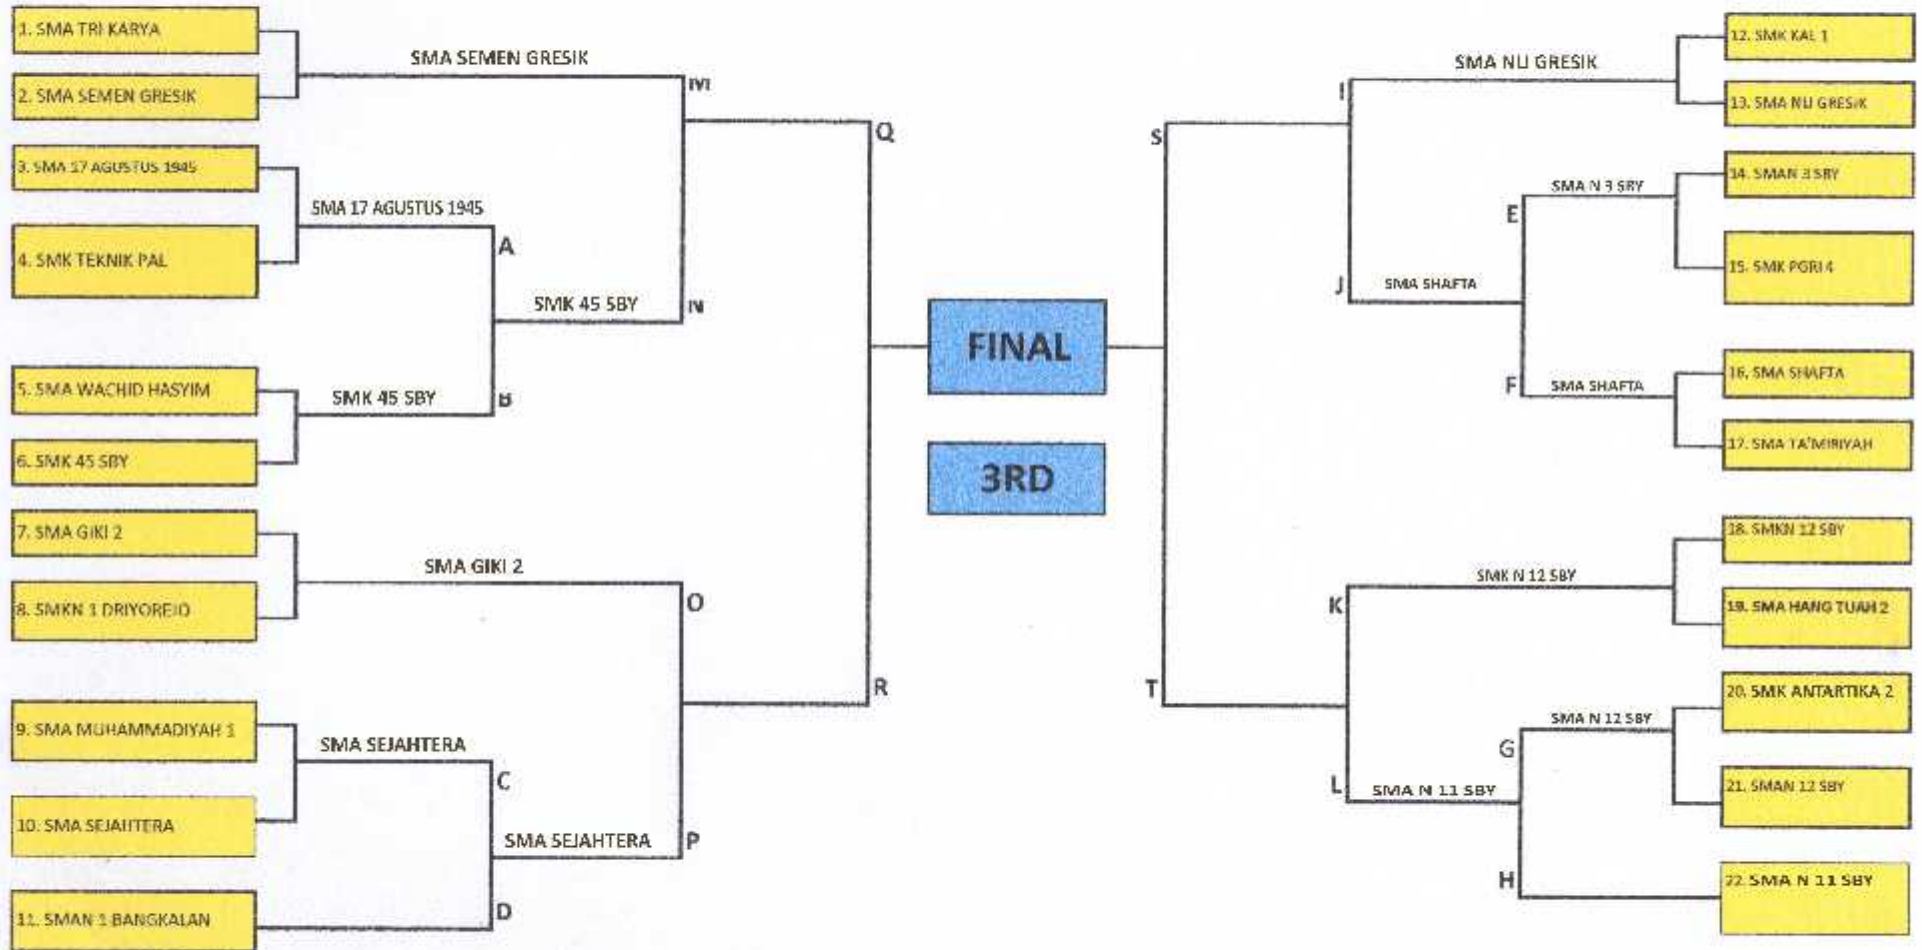 1. SMA TRI KARYA
2. SMA SEMEN GRESIK
3. SMA 17 AGUSTUS 1945
4. SMK TEKNIK PAL
5. SMA WACHID HASYIM
6. SMK 45 SBY
7. SMA GIKI 2
8. SMKN 1 DRIYOREJO
9. SMA MUHAMMADIYAH 1
10. SMA SEJAHTERA
11. SMAN 1 BANGKALAN
SMA SEMEN GRESIK
SMA 17 AGUSTUS 1945
SMK 45 SBY
SMA GIKI 2
SMA SEJAHTERA
A
B
C
D
SMK 45 SBY
SMA SEJAHTERA
M
N
O
P
Q
R
FINAL
3RD
S
T
I
J
K
L
SMA NU GRESIK
SMA SHAFTA
SMK N 12 SBY
SMA N 11 SBY
E
F
G
H
SMA N 3 SBY
SMA SHAFTA
SMA N 12 SBY
12. SMK KAL 1
13. SMA NU GRESIK
14. SMAN 3 SBY
15. SMK PGRI 4
16. SMA SHAFTA
17. SMA TA'MIRIYAH
18. SMKN 12 SBY
19. SMA HANG TUAH 2
20. SMK ANTARTIKA 2
21. SMAN 12 SBY
22. SMA N 11 SBY